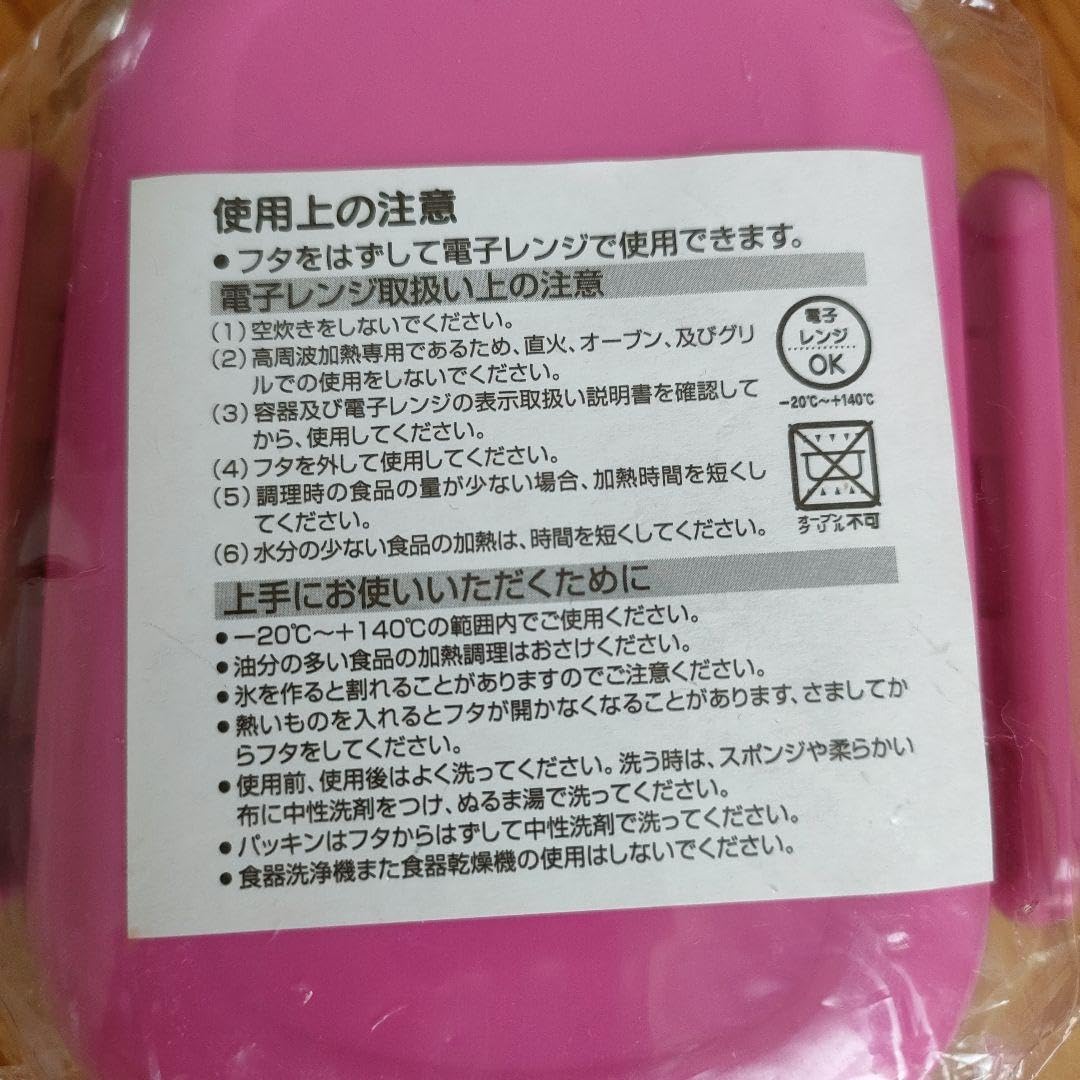 使用上の注意
●フタをはずして電子レンジで使用できます。
電子レンジ取扱い上の注意
(1)空炊きをしないでください。
(2)高周波加熱専用であるため、直火、オーブン、及びグリ
ルでの使用をしないでください。
(3)容器及び電子レンジの表示取扱い説明書を確認して
から、使用してください。
(4)フタを外して使用してください。
(5)調理時の食品の量が少ない場合、加熱時間を短くし
てください。
(6)水分の少ない食品の加熱は、時間を短くしてください。
電子
レンジ
OK
−20℃〜+140℃
オーブン
グリル不可
上手にお使いいただくために
●−20℃〜+140℃の範囲内でご使用ください。
●油分の多い食品の加熱調理はおさけください。
●氷を作ると割れることがありますのでご注意ください。
●熱いものを入れるとフタが開かなくなることがあります、さましてか
らフタをしてください。
●使用前、使用後はよく洗ってください。洗う時は、スポンジや柔らかい
布に中性洗剤をつけ、ぬるま湯で洗ってください。
●パッキンはフタからはずして中性洗剤で洗ってください。
●食器洗浄機また食器乾燥機の使用はしないでください。